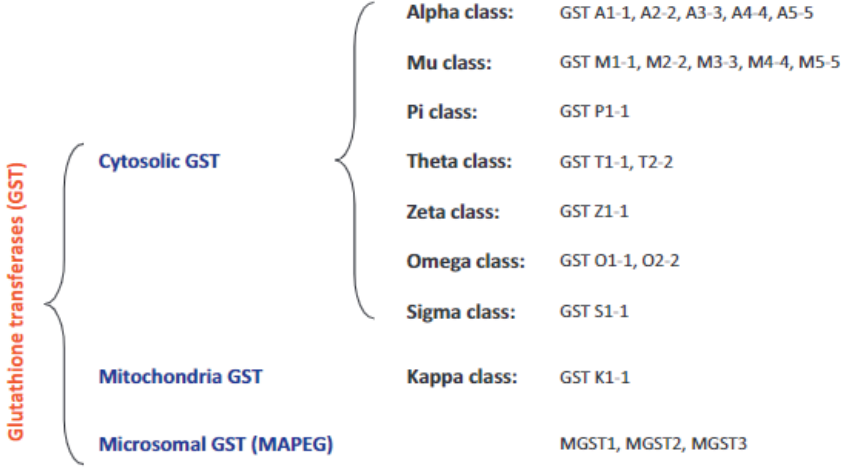 Glutathione transferases (GST)
Alpha class: GST A1-1, A2-2, A3-3, A4-4, A5-5
Mu class: GST M1-1, M2-2, M3-3, M4-4, M5-5
Pi class: GST P1-1
Cytosolic GST Theta class: GST T1-1, T2-2
Zeta class: GST Z1-1
Omega class: GST O1-1, O2-2
Sigma class: GST S1-1
Mitochondria GST Kappa class: GST K1-1
Microsomal GST (MAPEG) MGST1, MGST2, MGST3